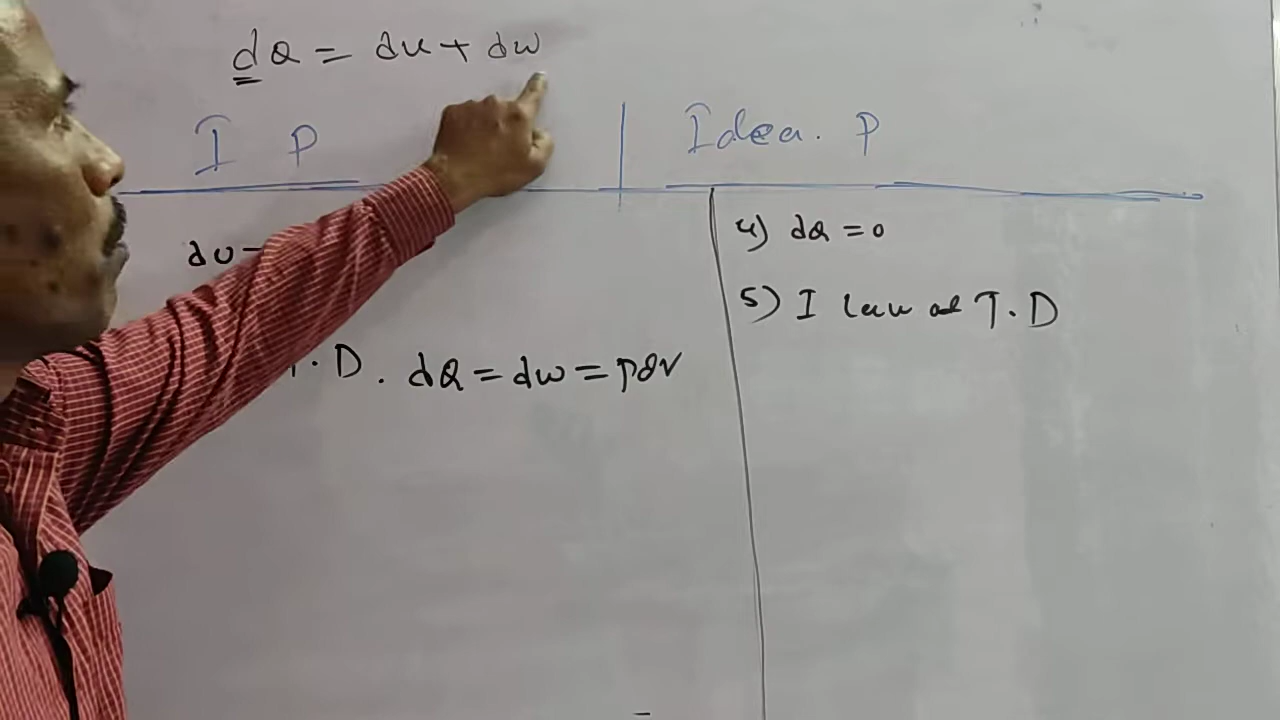 dQ = du + dw
I P
Idea. P
du -
T.D. dQ = dw = Pdv
4) dQ = 0
5) I law of T.D